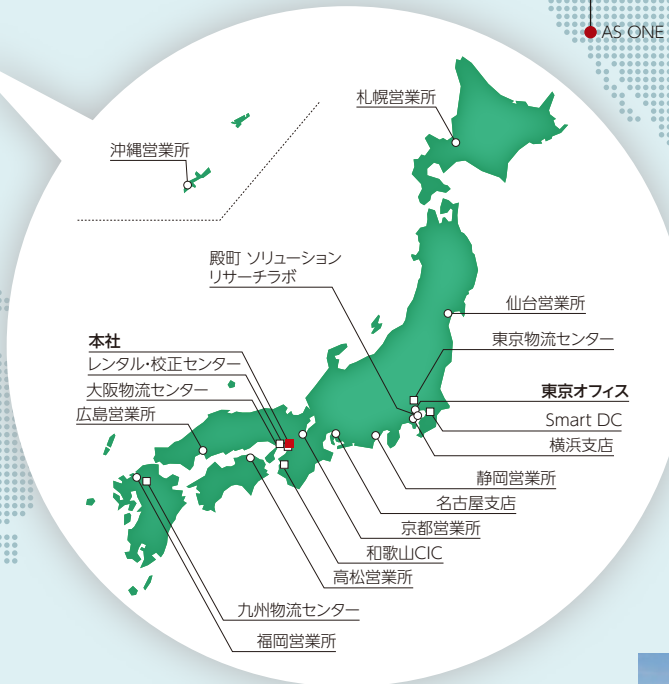 AS ONE
札幌営業所
沖縄営業所
殿町 ソリューション
リサーチラボ
仙台営業所
東京物流センター
本社
レンタル・校正センター
大阪物流センター
広島営業所
東京オフィス
Smart DC
横浜支店
静岡営業所
名古屋支店
京都営業所
和歌山CIC
高松営業所
九州物流センター
福岡営業所